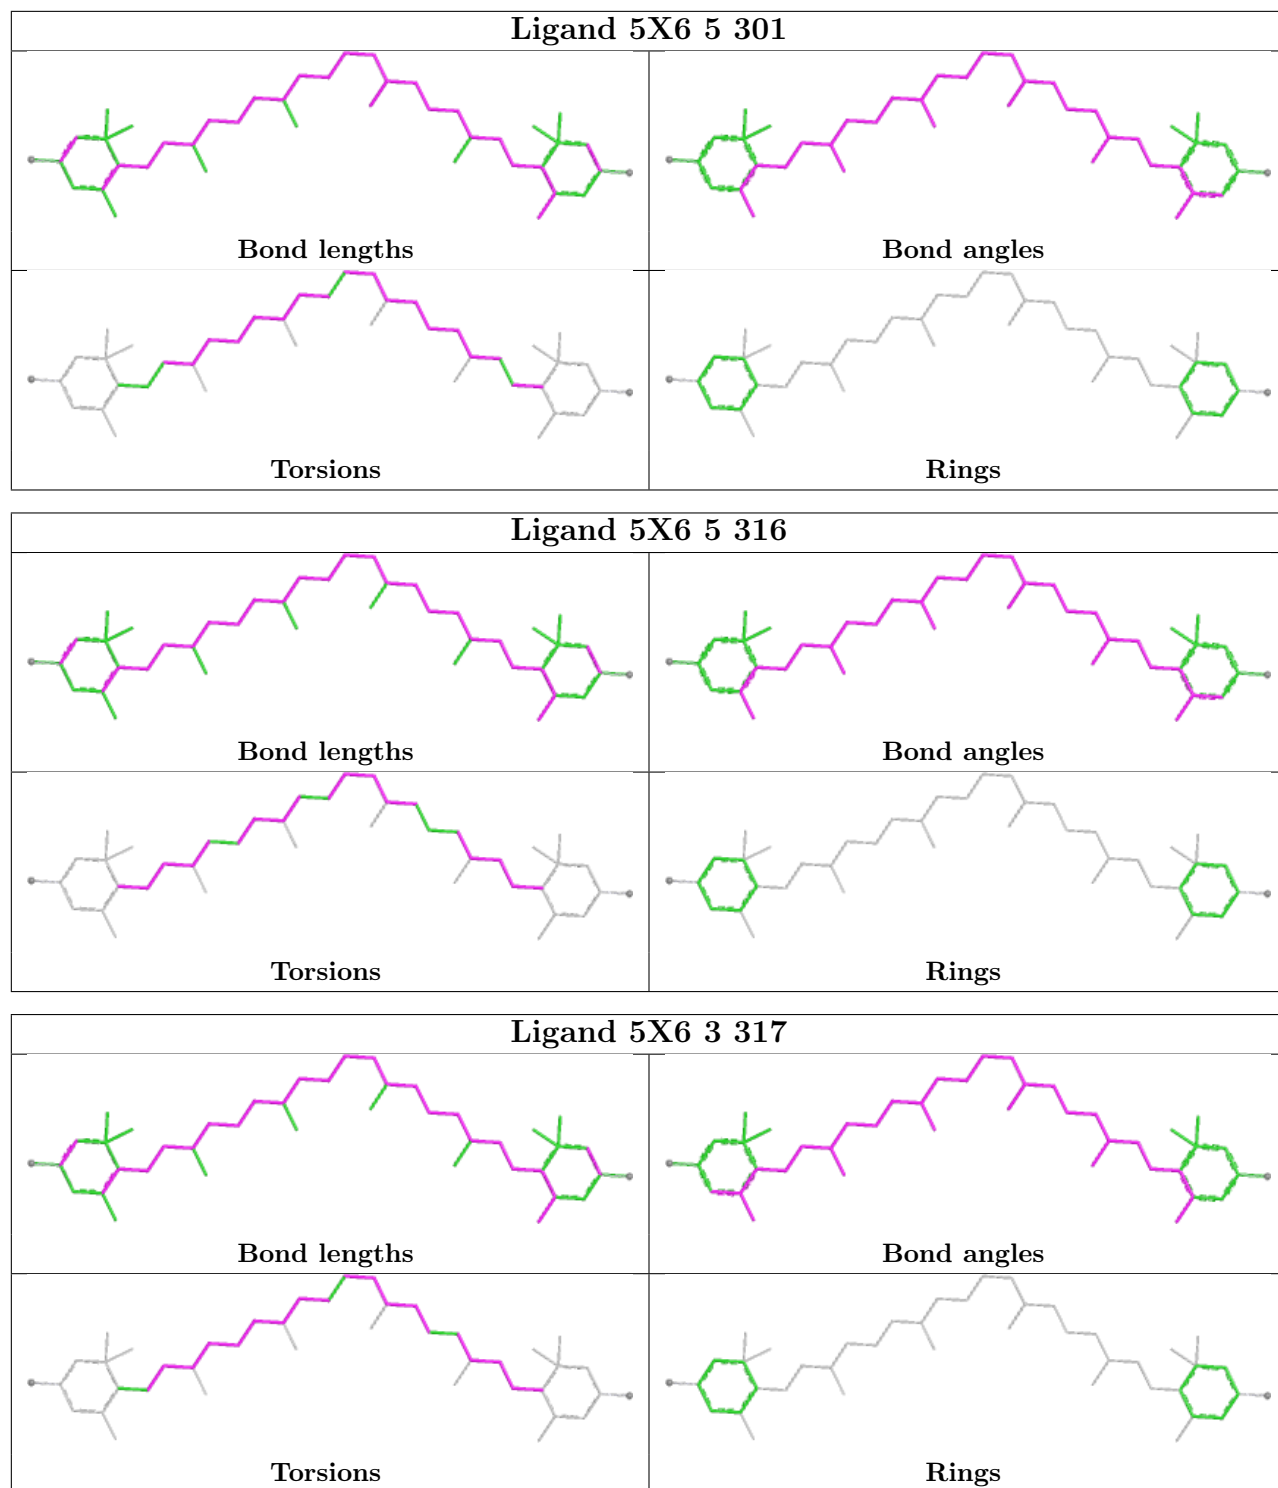 Ligand 5X6 5 301
Bond lengths
Bond angles
Torsions
Rings
Ligand 5X6 5 316
Bond lengths
Bond angles
Torsions
Rings
Ligand 5X6 3 317
Bond lengths
Bond angles
Torsions
Rings